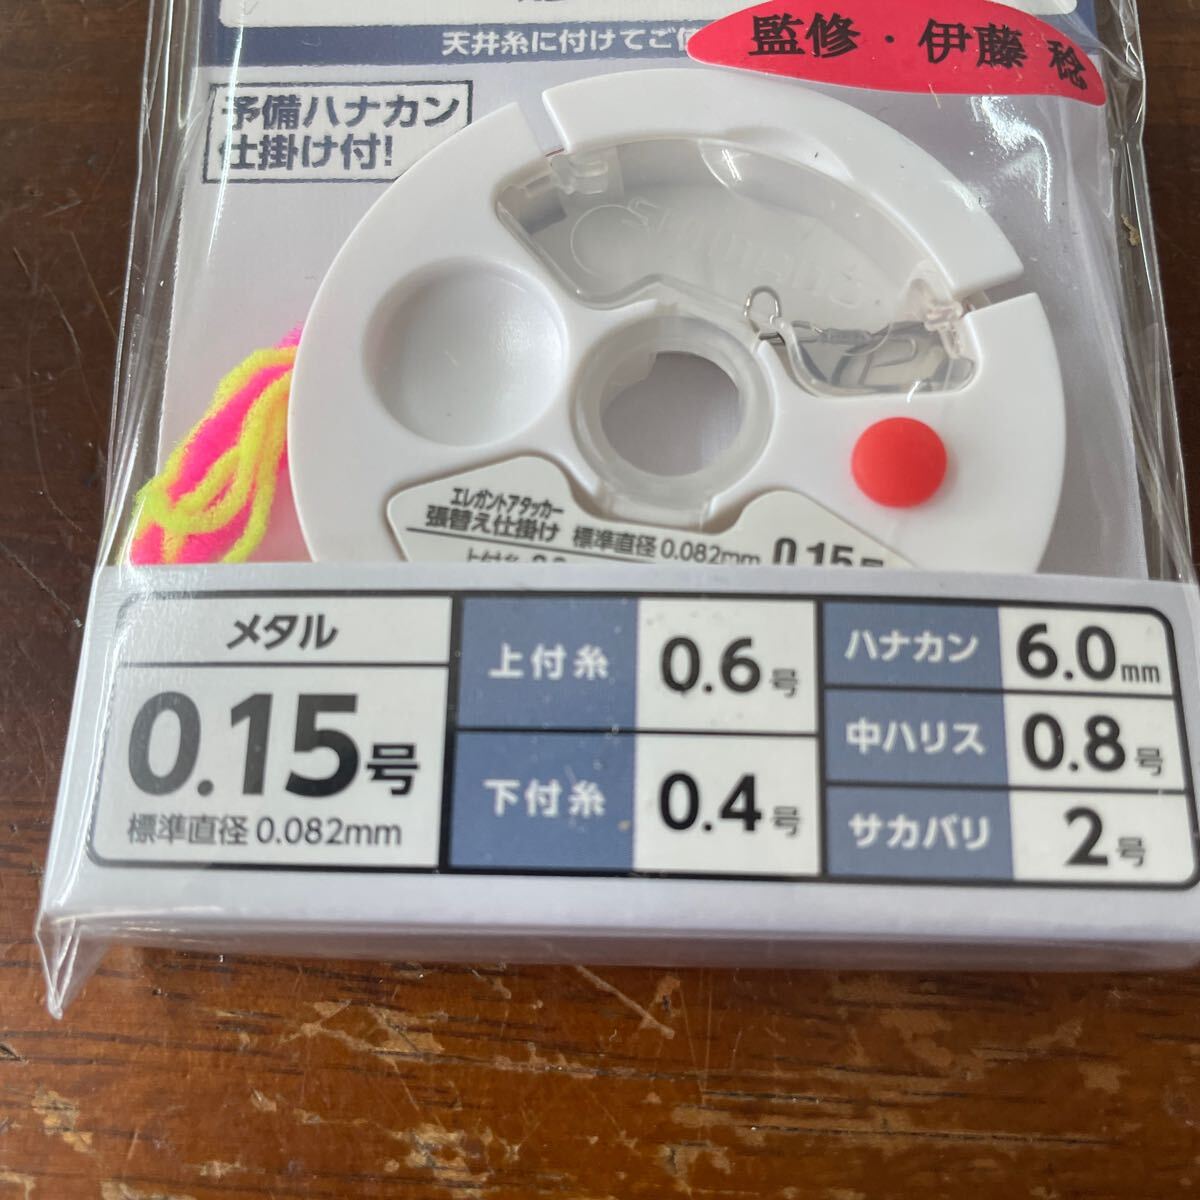 天井糸に付けてご使
監修・伊藤 稔
予備ハナカン
仕掛け付!
エレガントアタッカー
張替え仕掛け 標準直径 0.082mm 0.15号
上付糸
メタル
0.15号
標準直径 0.082mm
上付糸 0.6号
下付糸 0.4号
ハナカン 6.0mm
中ハリス 0.8号
サカバリ 2号